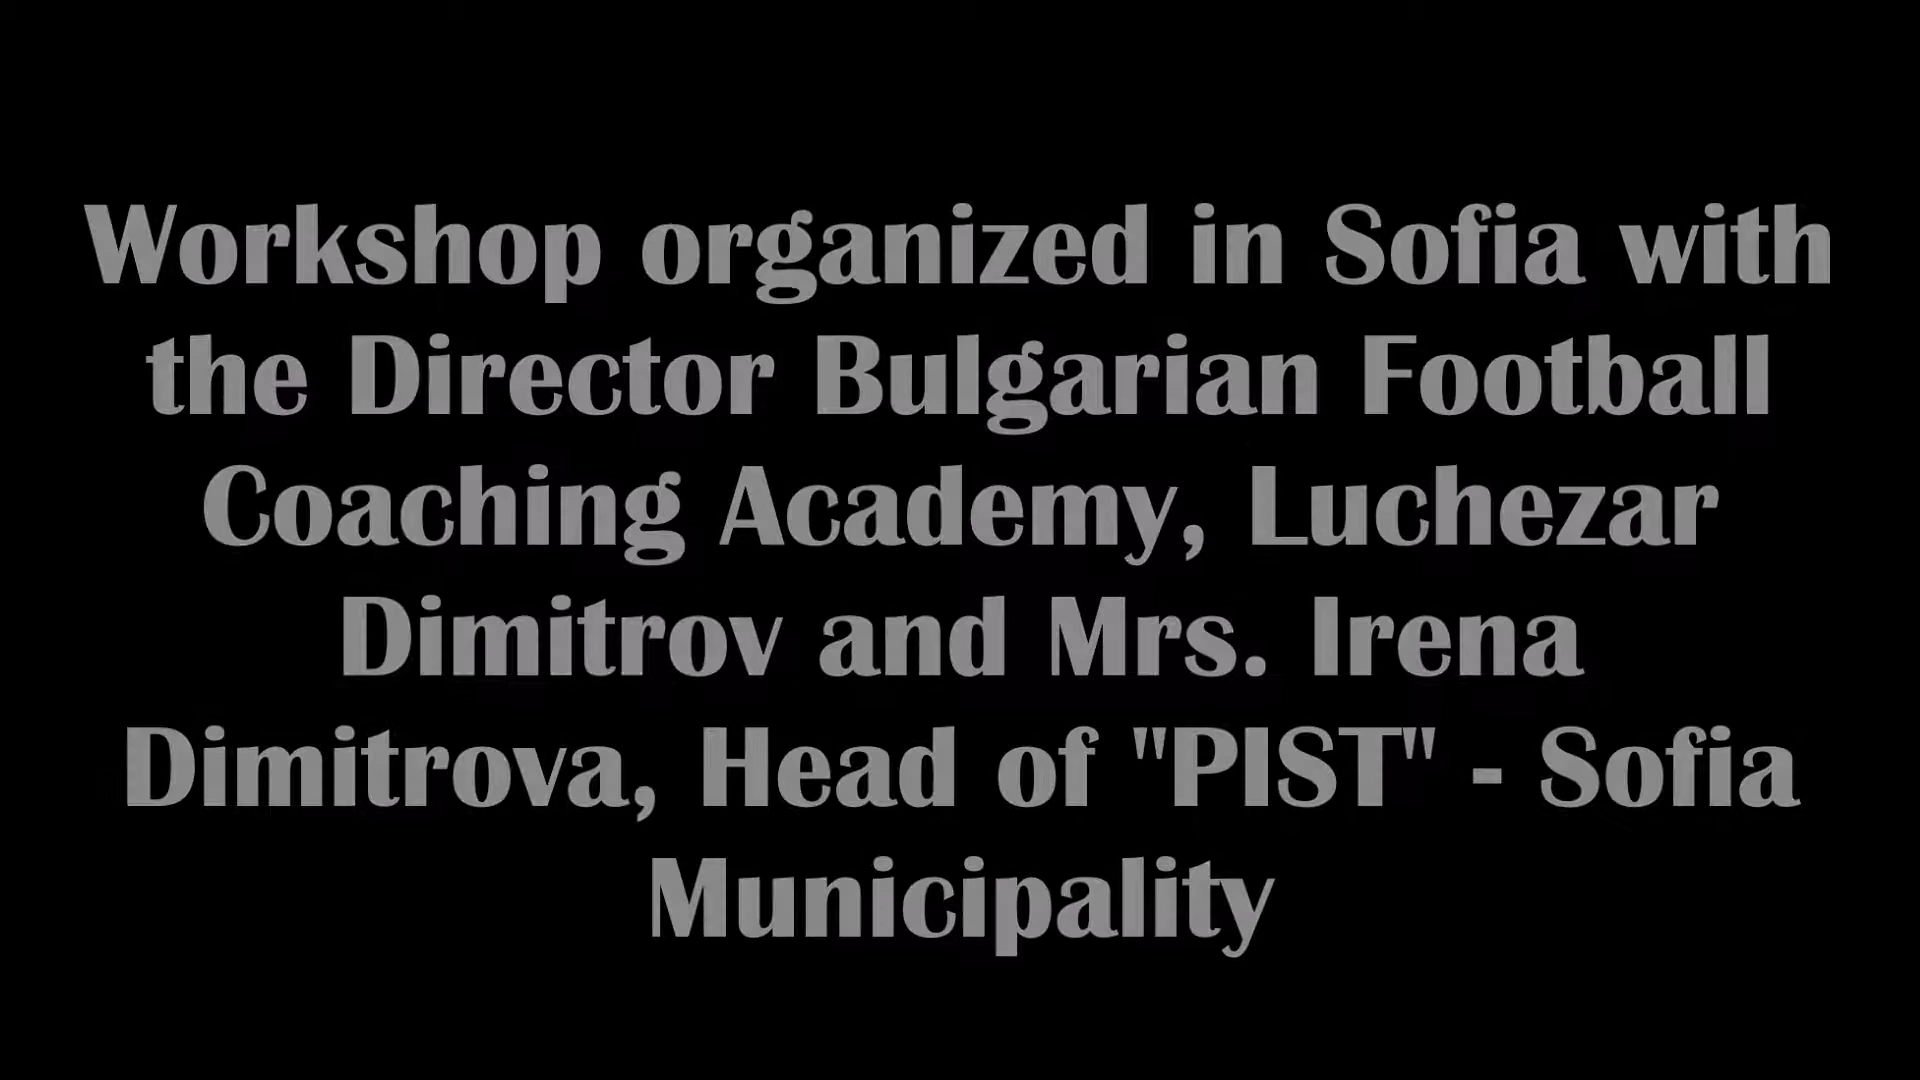 Workshop organized in Sofia with
the Director Bulgarian Football
Coaching Academy, Luchezar
Dimitrov and Mrs. Irena
Dimitrova, Head of "PIST" - Sofia
Municipality